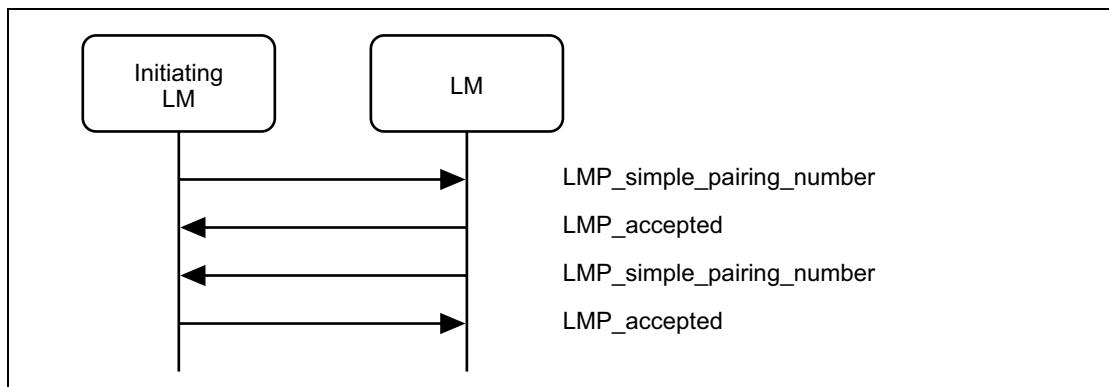 Initiating
LM
LM
LMP_simple_pairing_number
LMP_accepted
LMP_simple_pairing_number
LMP_accepted